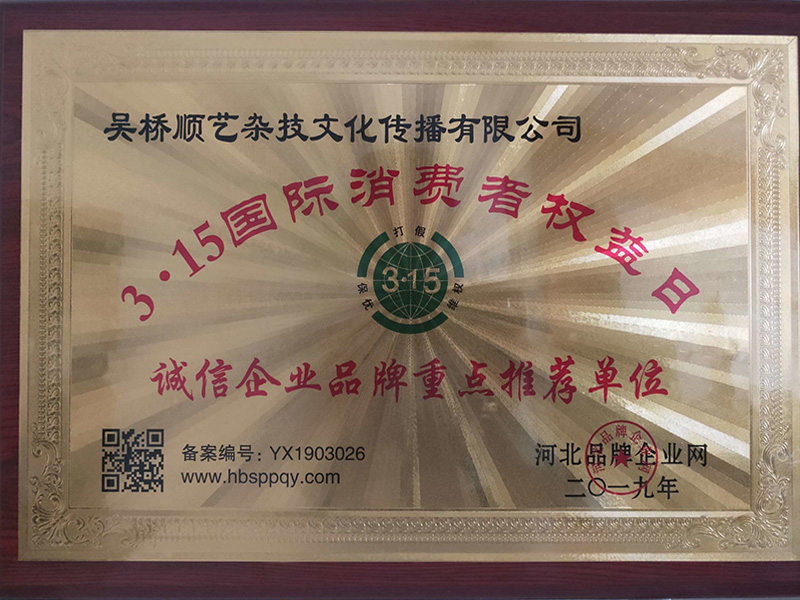 吴桥顺艺杂技文化传播有限公司
3·15国际消费者权益日
打假
3·15
保优
维权
诚信企业品牌重点推荐单位
备案编号：YX1903026
www.hbsppqy.com
河北品牌企业网
二〇一九年